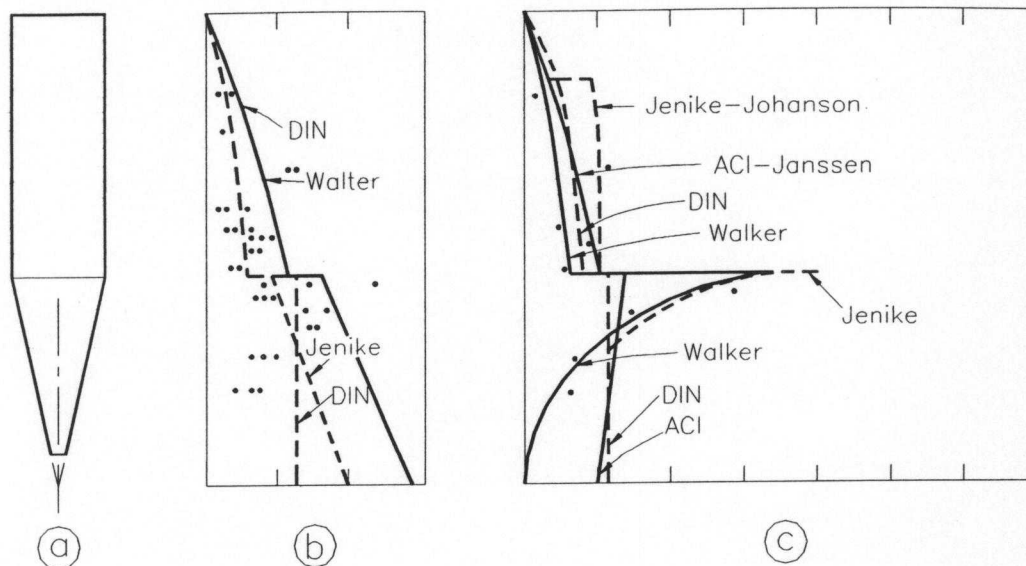 DIN
Walter
Jenike
DIN
Jenike-Johanson
ACI-Janssen
DIN
Walker
Jenike
Walker
DIN
ACI
a
b
c